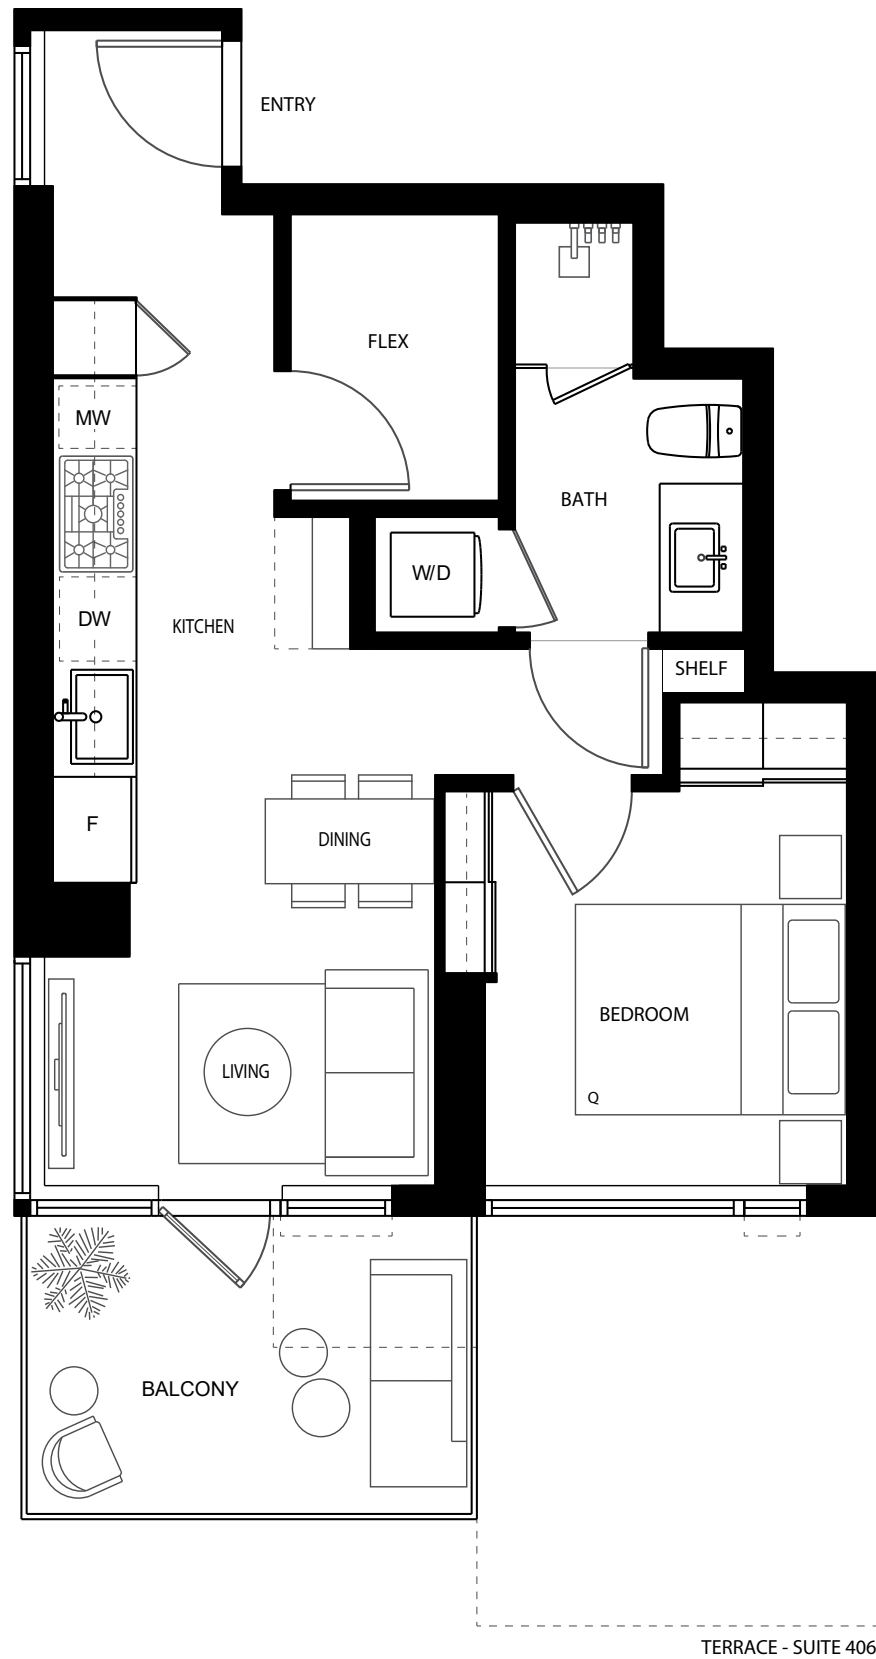 ENTRY
FLEX
MW
BATH
W/D
DW
KITCHEN
SHELF
F
DINING
BEDROOM
LIVING
Q
BALCONY
TERRACE - SUITE 406